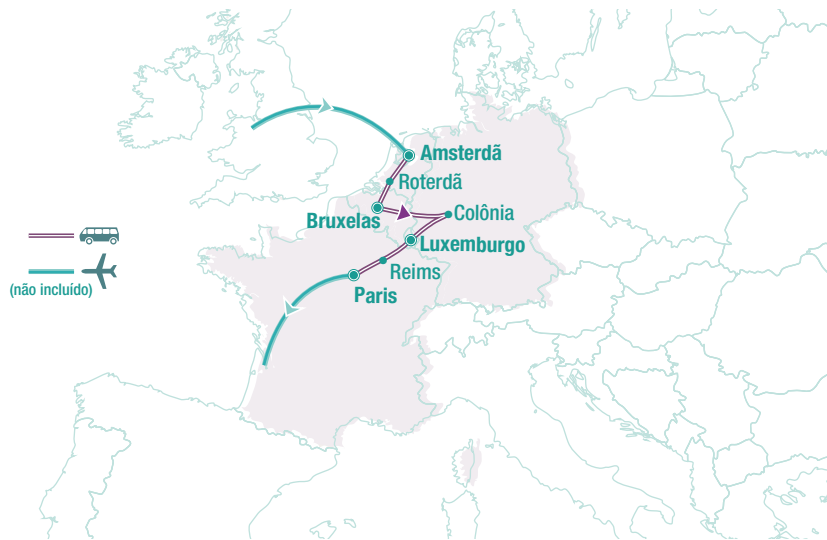 Amsterdã
Roterdã
Bruxelas
Colônia
Luxemburgo
Reims
Paris
(não incluído)